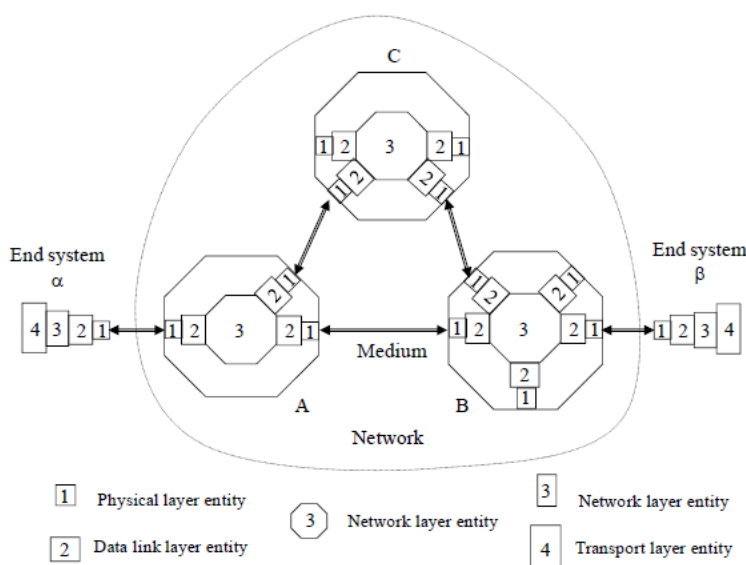 C
1 2 3 2 1
1 2 2 1
End system
α
4 3 2 1
1 2 3 2 1
2 1
A
Medium
1 2 3 2 1
1 2 2 1
2
1
B
End system
β
1 2 3 4
Network
1 Physical layer entity
2 Data link layer entity
3 Network layer entity
3 Network layer entity
4 Transport layer entity